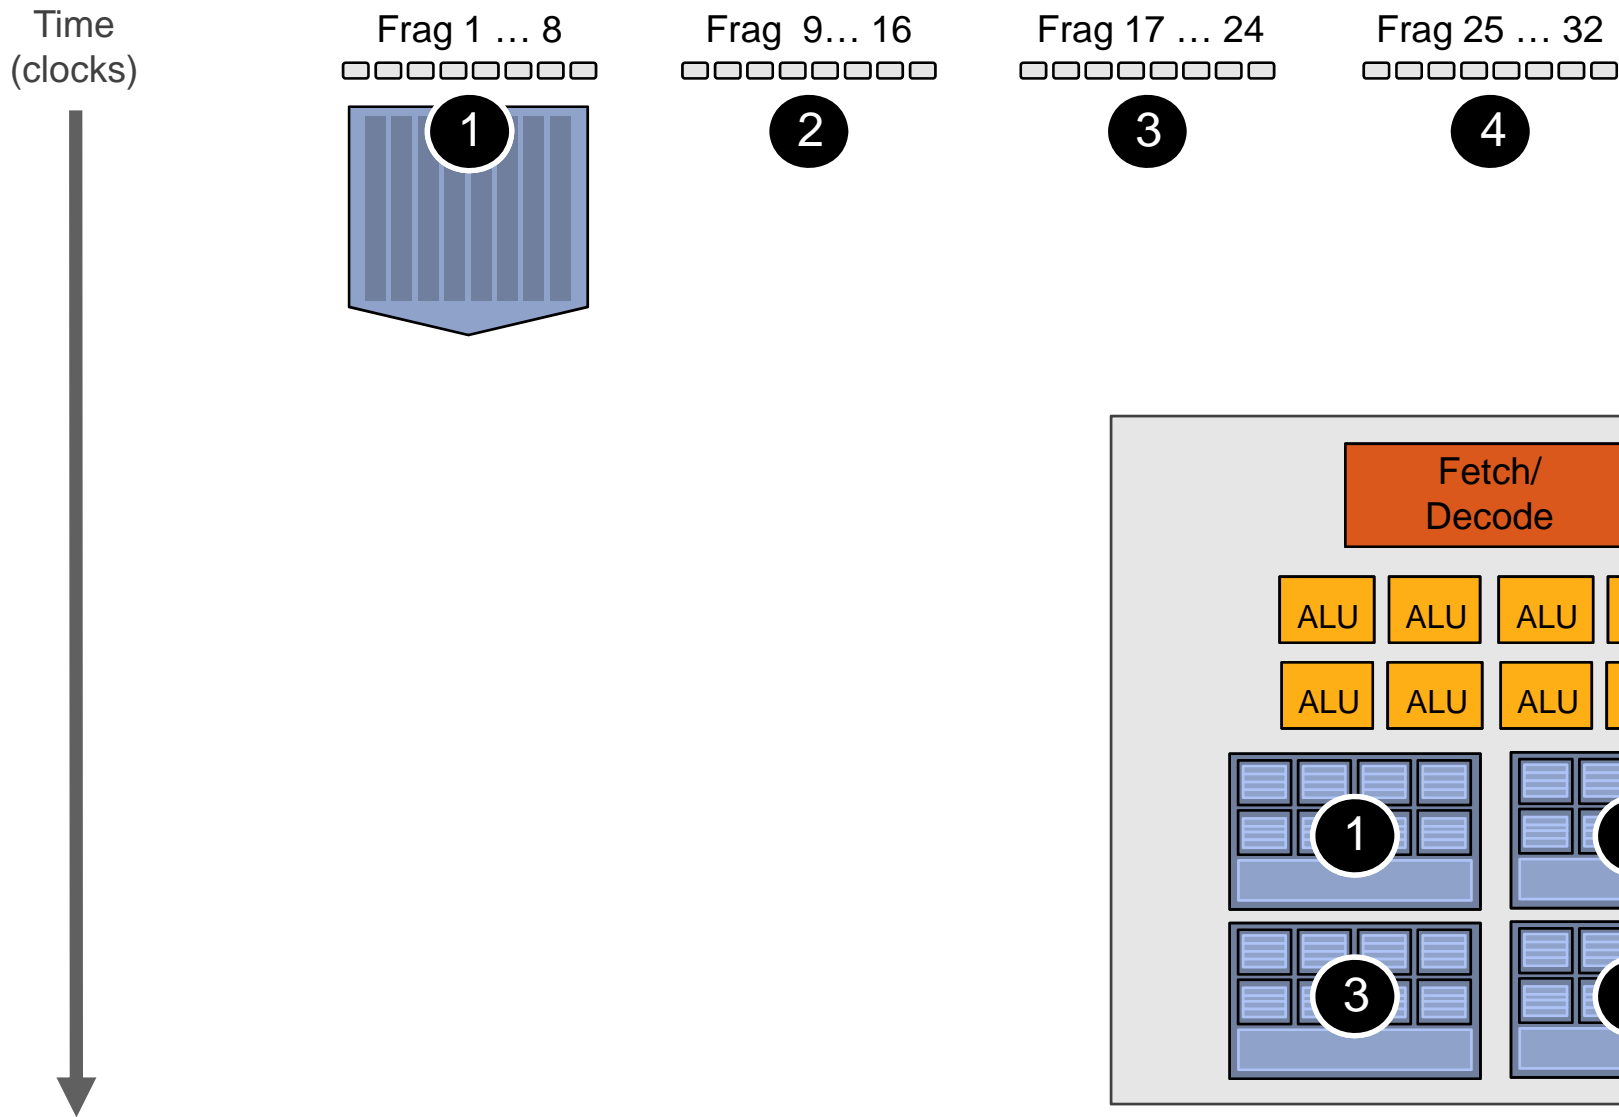 Time
(clocks)
Frag 1 … 8
Frag 9… 16
Frag 17 … 24
Frag 25 … 32
1
2
3
4
Fetch/
Decode
ALU ALU ALU
ALU ALU ALU
1
3